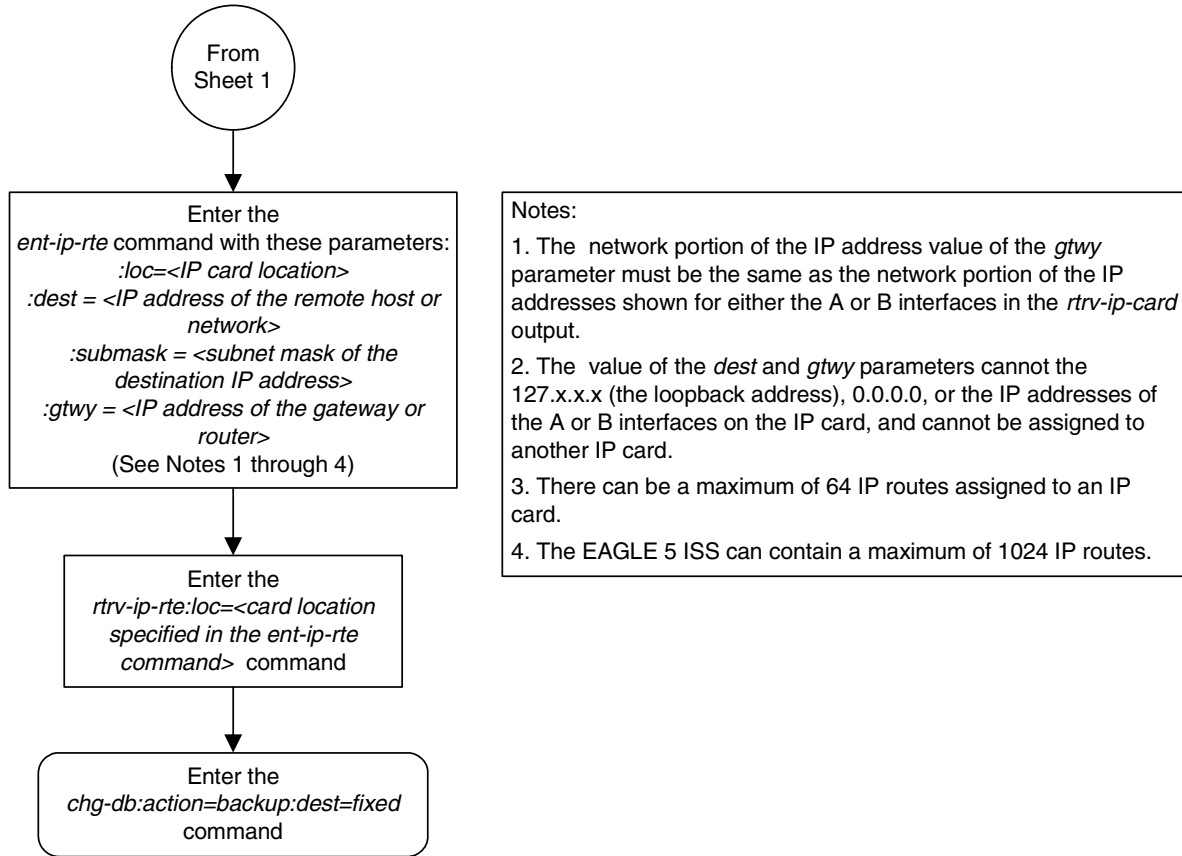 From
Sheet 1
Enter the
ent-ip-rte command with these parameters:
:loc=<IP card location>
:dest = <IP address of the remote host or
network>
:submask = <subnet mask of the
destination IP address>
:gtwy = <IP address of the gateway or
router>
(See Notes 1 through 4)
Notes:
1. The network portion of the IP address value of the gtwy
parameter must be the same as the network portion of the IP
addresses shown for either the A or B interfaces in the rtrv-ip-card
output.
2. The value of the dest and gtwy parameters cannot the
127.x.x.x (the loopback address), 0.0.0.0, or the IP addresses of
the A or B interfaces on the IP card, and cannot be assigned to
another IP card.
3. There can be a maximum of 64 IP routes assigned to an IP
card.
4. The EAGLE 5 ISS can contain a maximum of 1024 IP routes.
Enter the
rtrv-ip-rte:loc=<card location
specified in the ent-ip-rte
command> command
Enter the
chg-db:action=backup:dest=fixed
command